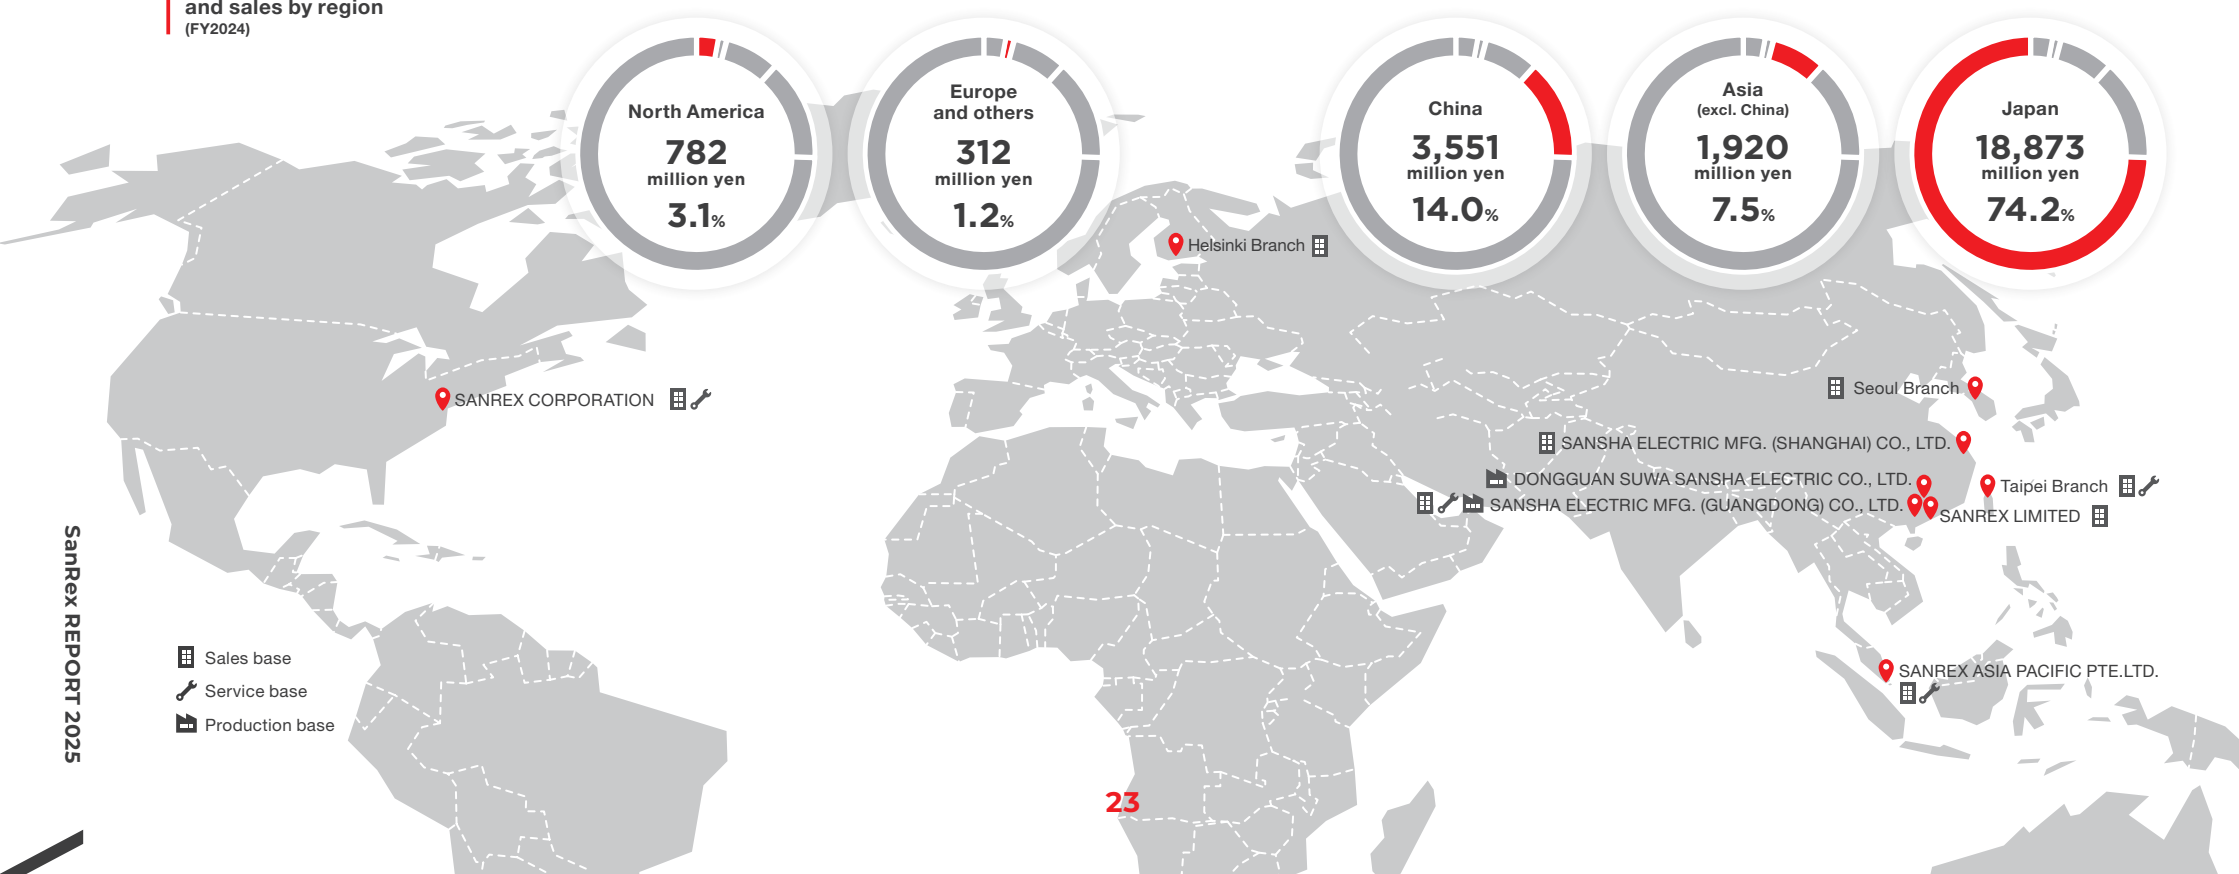 and sales by region
(FY2024)
North America
782
million yen
3.1%
Europe
and others
312
million yen
1.2%
China
3,551
million yen
14.0%
Asia
(excl. China)
1,920
million yen
7.5%
Japan
18,873
million yen
74.2%
Helsinki Branch
SANREX CORPORATION
Seoul Branch
SANSHA ELECTRIC MFG. (SHANGHAI) CO., LTD.
DONGGUAN SUWA SANSHA ELECTRIC CO., LTD.
Taipei Branch
SANSHA ELECTRIC MFG. (GUANGDONG) CO., LTD.
SANREX LIMITED
SANREX ASIA PACIFIC PTE.LTD.
Sales base
Service base
Production base
SanRex REPORT 2025
23